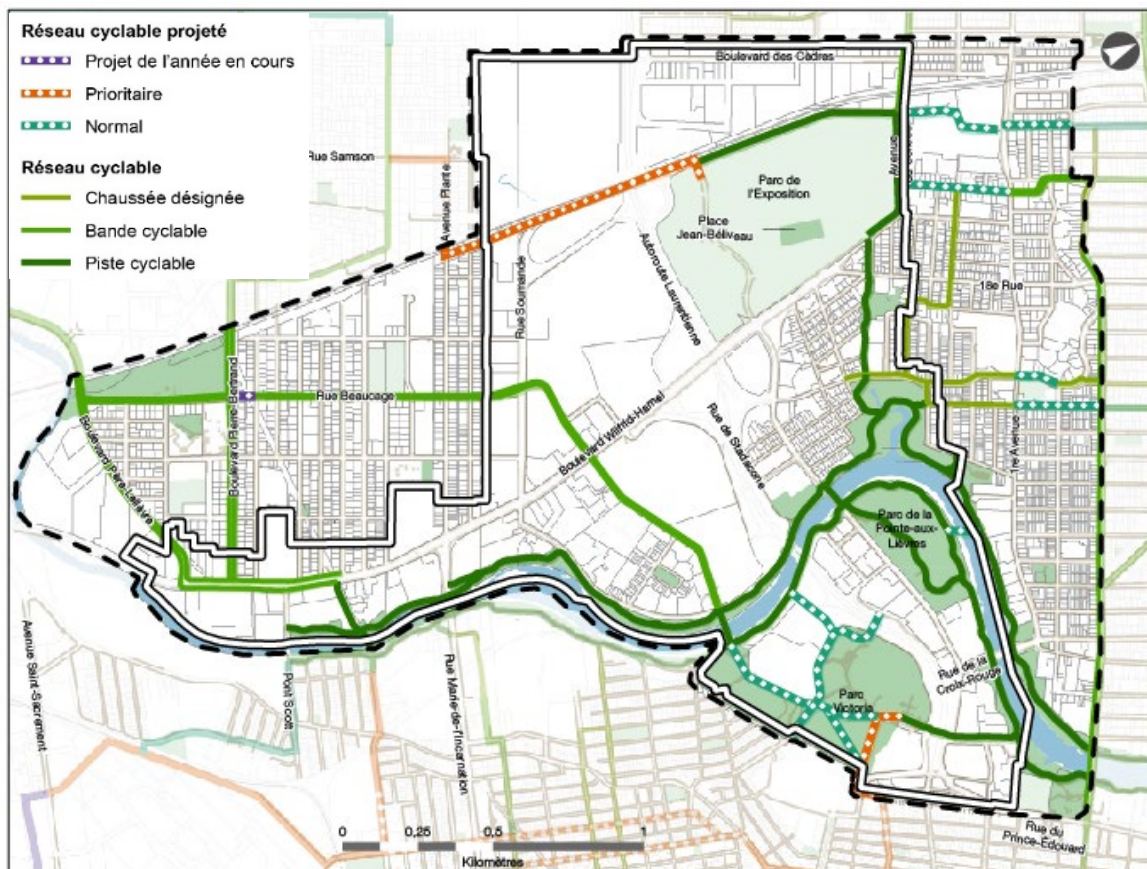 Réseau cyclable projeté
Projet de l'année en cours
Prioritaire
Normal
Réseau cyclable
Chaussée désignée
Bande cyclable
Piste cyclable
Boulevard des Cèdres
Rue Samson
Avenue Plante
Avenue
Parc de
l'Exposition
Place
Jean-Béliveau
Autoroute Laurentienne
Rue Soumande
18e Rue
Boulevard Pierre-Bertrand
Rue Beaucage
Boulevard Wilfrid-Hamel
Rue de Stadacona
1re Avenue
Boulevard Père-Lelièvre
Parc de la
Pointe-aux-
Lièvres
Rue de la
Croix-Rouge
Parc
Victoria
Avenue Saint-Sacrement
Pont Scott
Rue Marie-de-l'Incarnation
Rue du
Prince-Édouard
0 0,25 0,5 1
Kilomètres